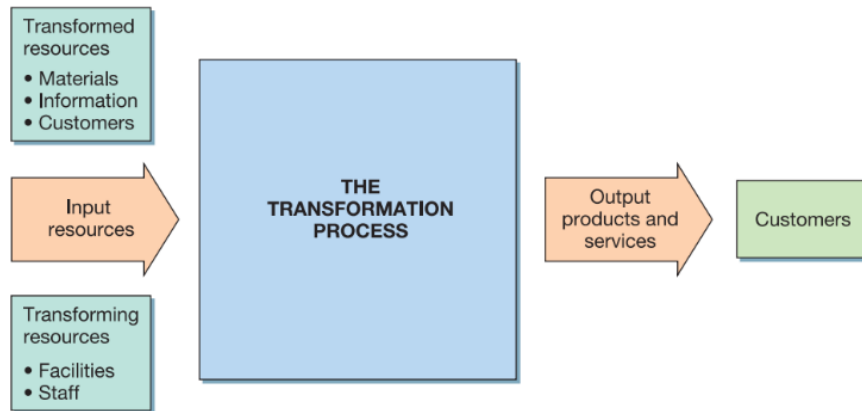 Transformed
resources
• Materials
• Information
• Customers
Input
resources
Transforming
resources
• Facilities
• Staff
THE
TRANSFORMATION
PROCESS
Output
products and
services
Customers